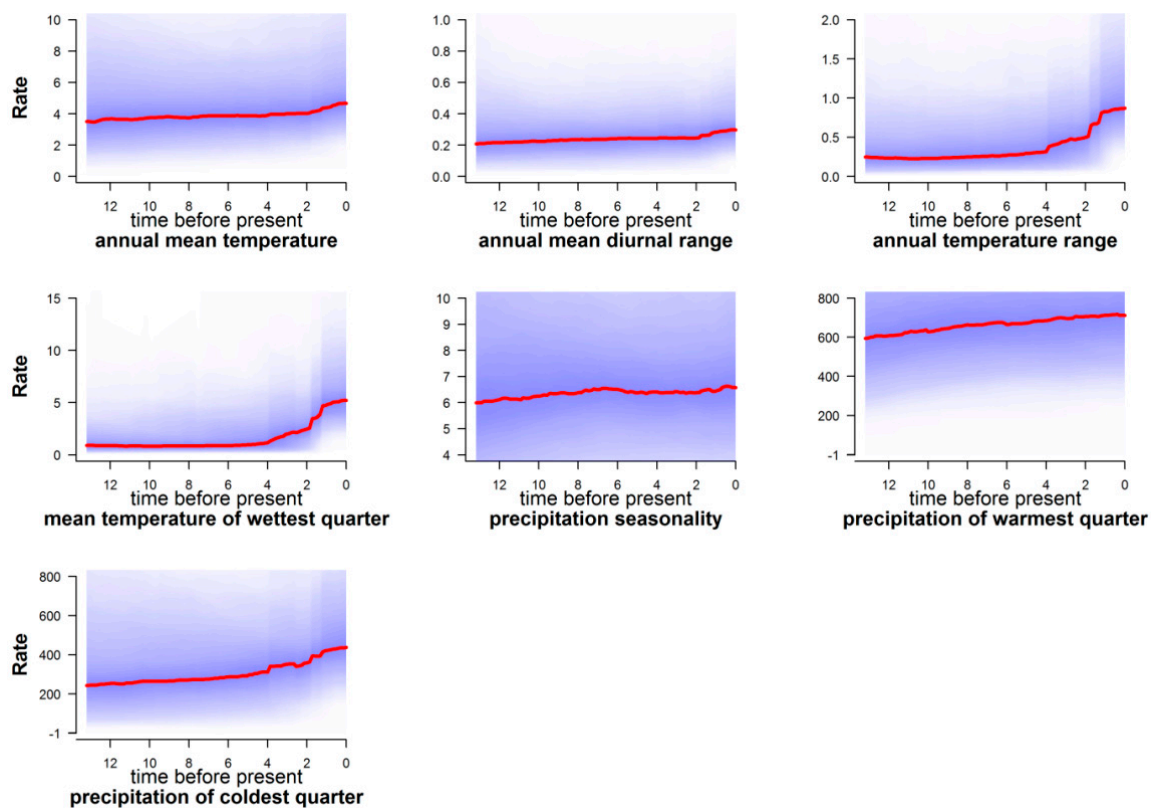 Rate
10
8
6
4
2
0
12 10 8 6 4 2 0
time before present
annual mean temperature
1.0
0.8
0.6
0.4
0.2
0.0
12 10 8 6 4 2 0
time before present
annual mean diurnal range
2.0
1.5
1.0
0.5
0.0
12 10 8 6 4 2 0
time before present
annual temperature range
Rate
15
10
5
0
12 10 8 6 4 2 0
time before present
mean temperature of wettest quarter
10
9
8
7
6
5
4
12 10 8 6 4 2 0
time before present
precipitation seasonality
800
600
400
200
-1
12 10 8 6 4 2 0
time before present
precipitation of warmest quarter
Rate
800
600
400
200
-1
12 10 8 6 4 2 0
time before present
precipitation of coldest quarter